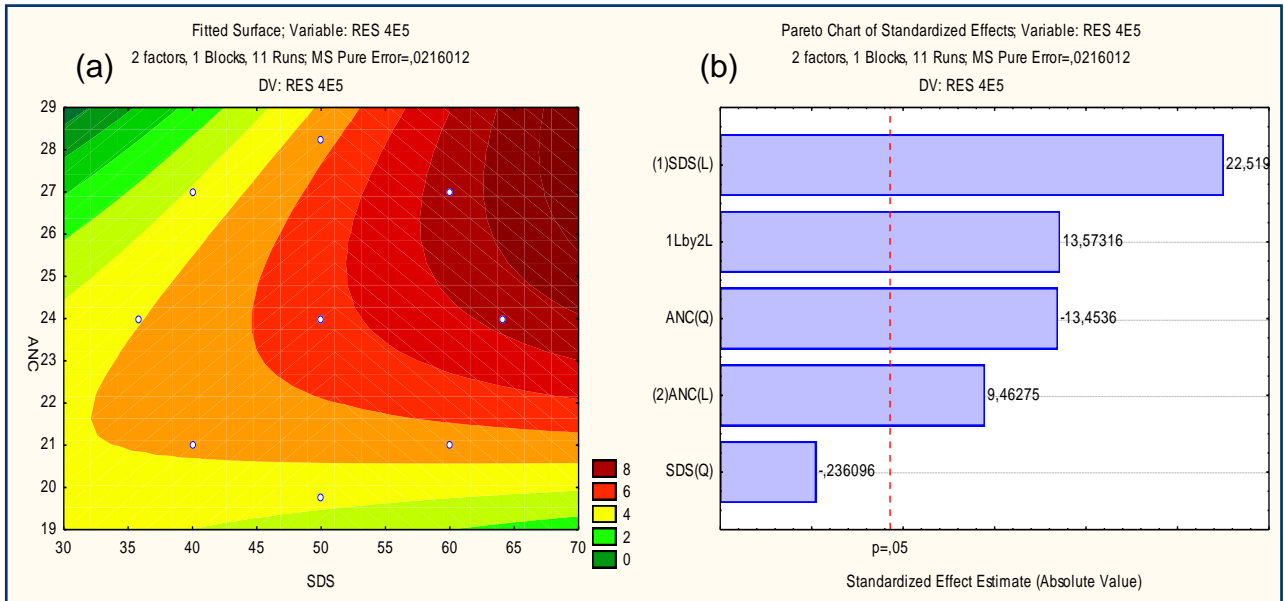 (a)
Fitted Surface; Variable: RES 4E5
2 factors, 1 Blocks, 11 Runs; MS Pure Error=,0216012
DV: RES 4E5
29
28
27
26
25
24
23
22
21
20
19
ANC
30 35 40 45 50 55 60 65 70
SDS
8
6
4
2
0
(b)
Pareto Chart of Standardized Effects; Variable: RES 4E5
2 factors, 1 Blocks, 11 Runs; MS Pure Error=,0216012
DV: RES 4E5
(1)SDS(L) 22,519
1Lby2L 13,57316
ANC(Q) -13,4536
(2)ANC(L) 9,46275
SDS(Q) -,236096
p=,05
Standardized Effect Estimate (Absolute Value)